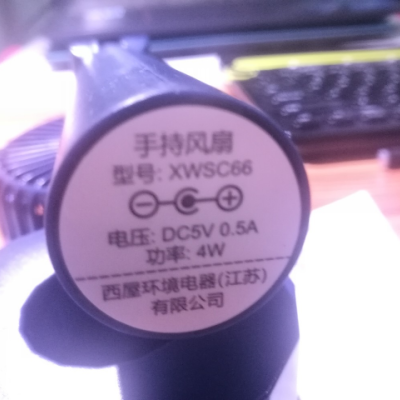 手持风扇
型号: XWSC66
电压: DC5V 0.5A
功率: 4W
西屋环境电器(江苏)
有限公司